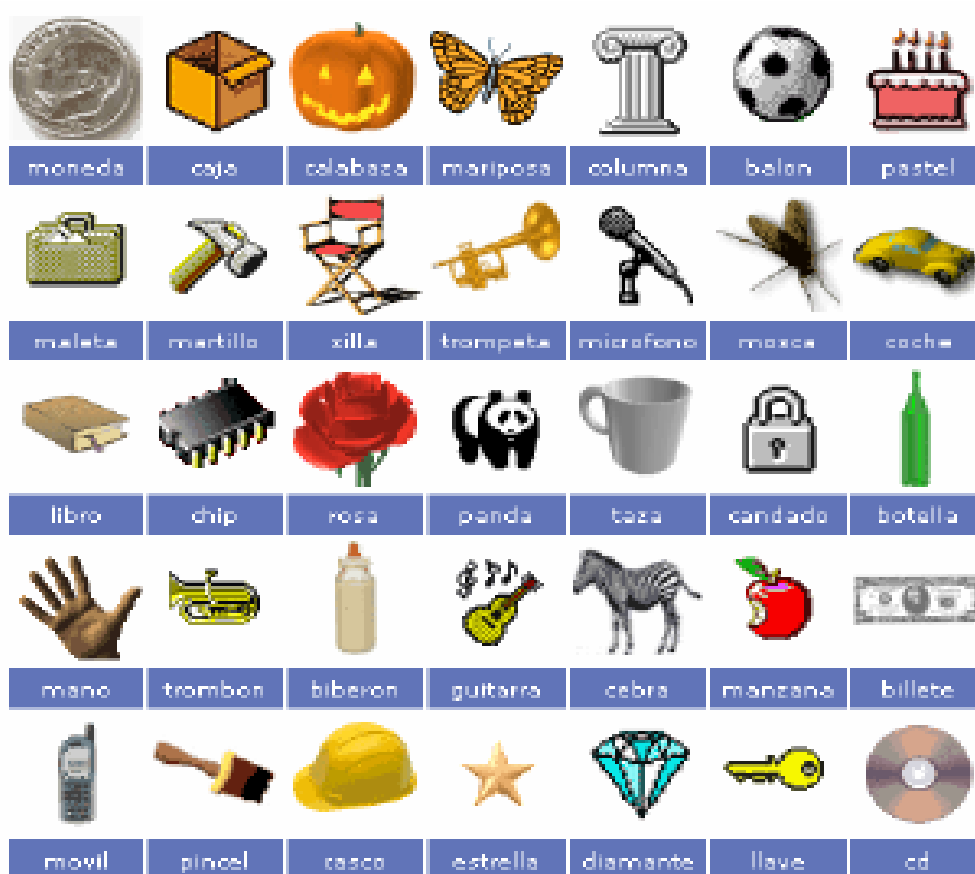 moneda caja calabaza mariposa columna balon pastel
maleta martillo silla trompeta microfono mosca coche
libro chip rosa panda taza candado botella
mano trombon biberon guitarra cebra manzana billete
movil pincel casco estrella diamante llave cd